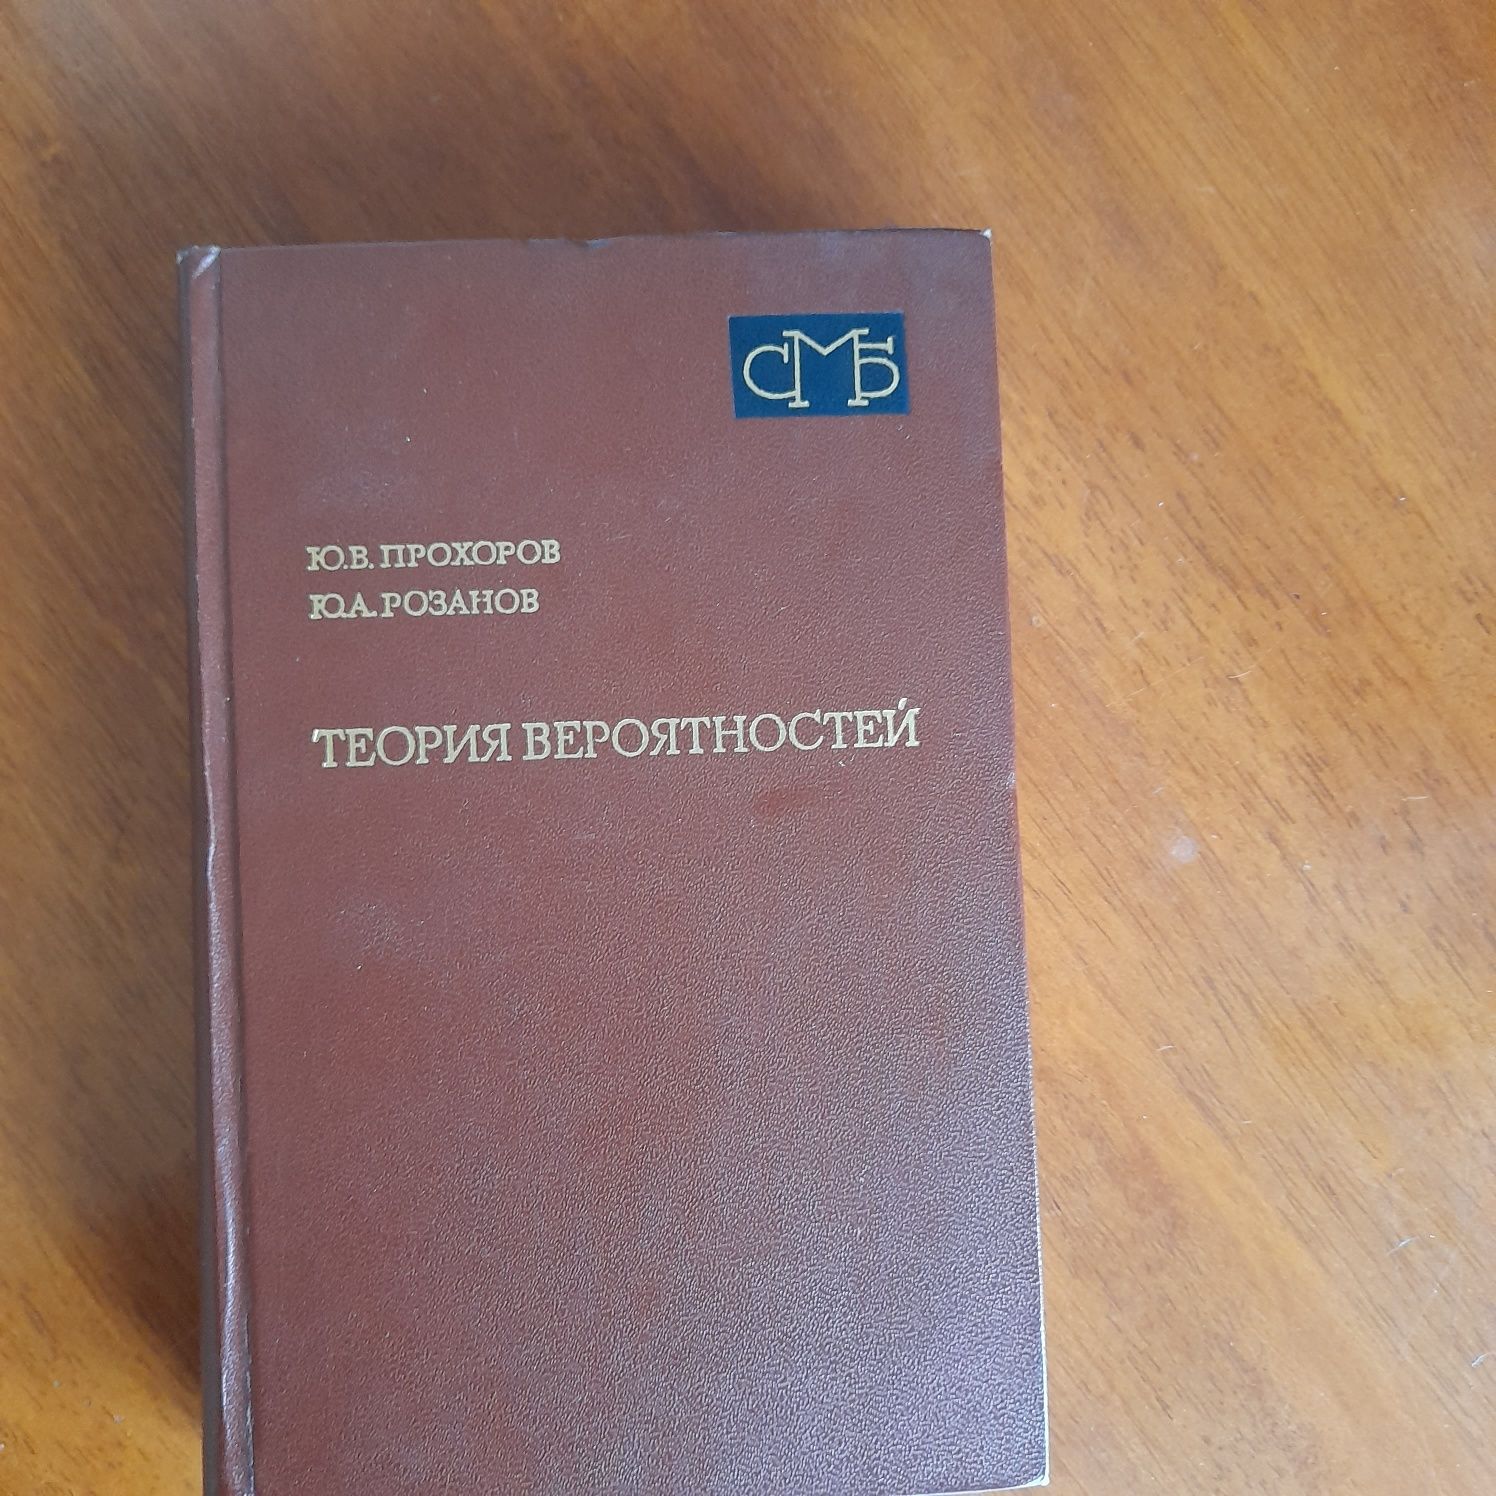 СМБ
Ю.В. ПРОХОРОВ
Ю.А. РОЗАНОВ
ТЕОРИЯ ВЕРОЯТНОСТЕЙ